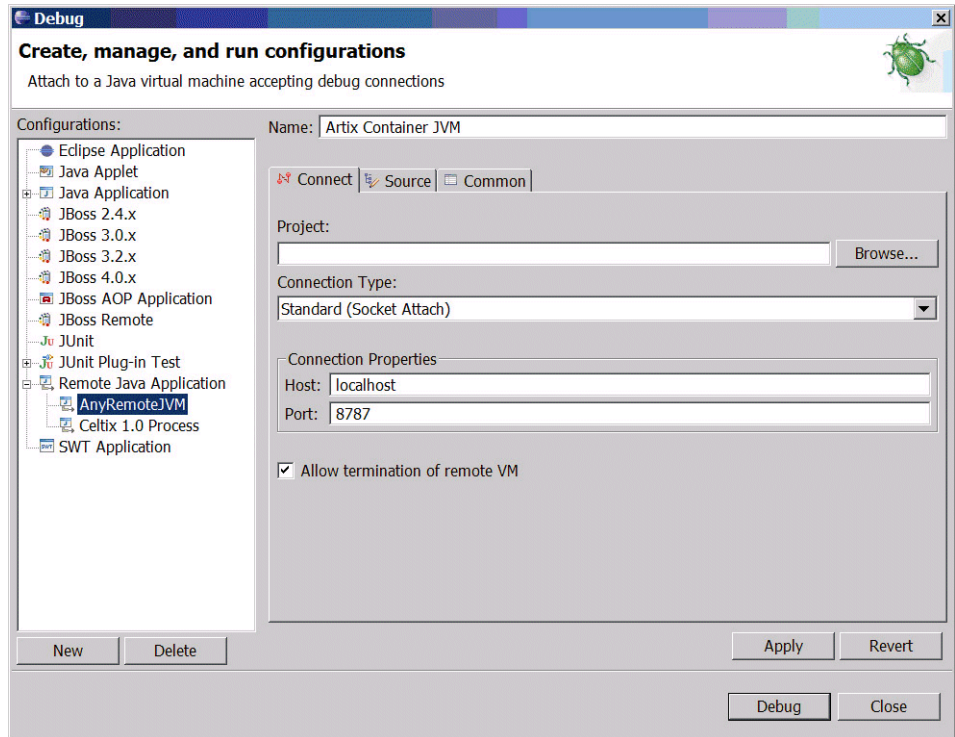 Debug
Create, manage, and run configurations
Attach to a Java virtual machine accepting debug connections
Configurations:
Eclipse Application
Java Applet
Java Application
JBoss 2.4.x
JBoss 3.0.x
JBoss 3.2.x
JBoss 4.0.x
JBoss AOP Application
JBoss Remote
Ju JUnit
JUnit Plug-in Test
Remote Java Application
AnyRemoteJVM
Celtix 1.0 Process
SWT Application
New Delete
Name: Artix Container JVM
Connect Source Common
Project:
Browse...
Connection Type:
Standard (Socket Attach)
Connection Properties
Host: localhost
Port: 8787
Allow termination of remote VM
Apply Revert
Debug Close